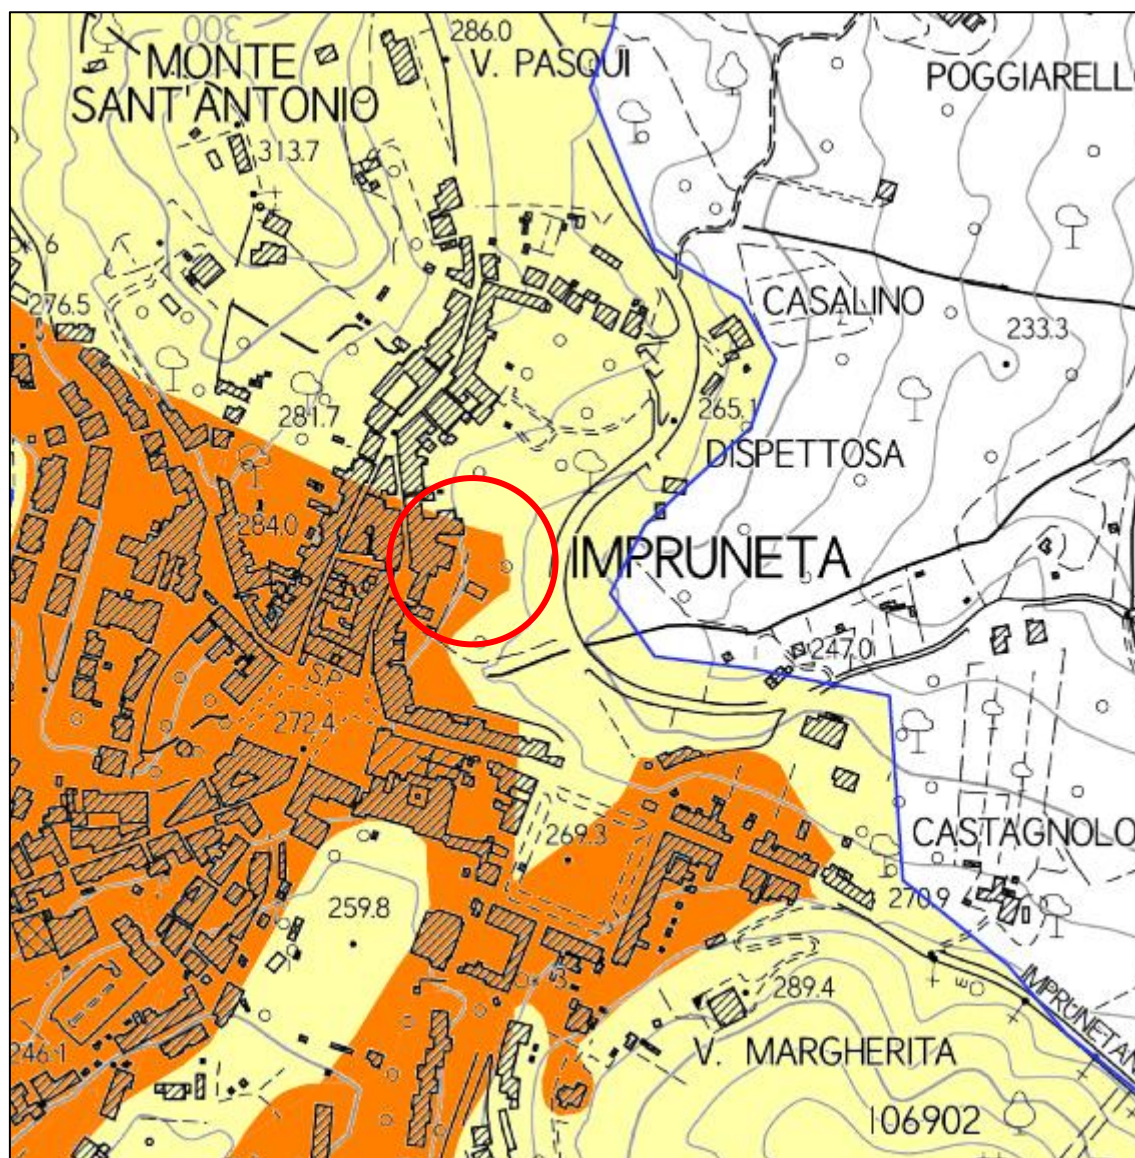 300
286.0
MONTE
V. PASQUI
POGGIARELL
SANT'ANTONIO
313.7
6
276.5
CASALINO
233.3
281.7
265.1
DISPETTOSA
284.0
IMPRUNETA
247.0
SP
272.4
269.3
CASTAGNOLO
259.8
270.9
289.4
IMPRUNETAN
246.1
V. MARGHERITA
106902